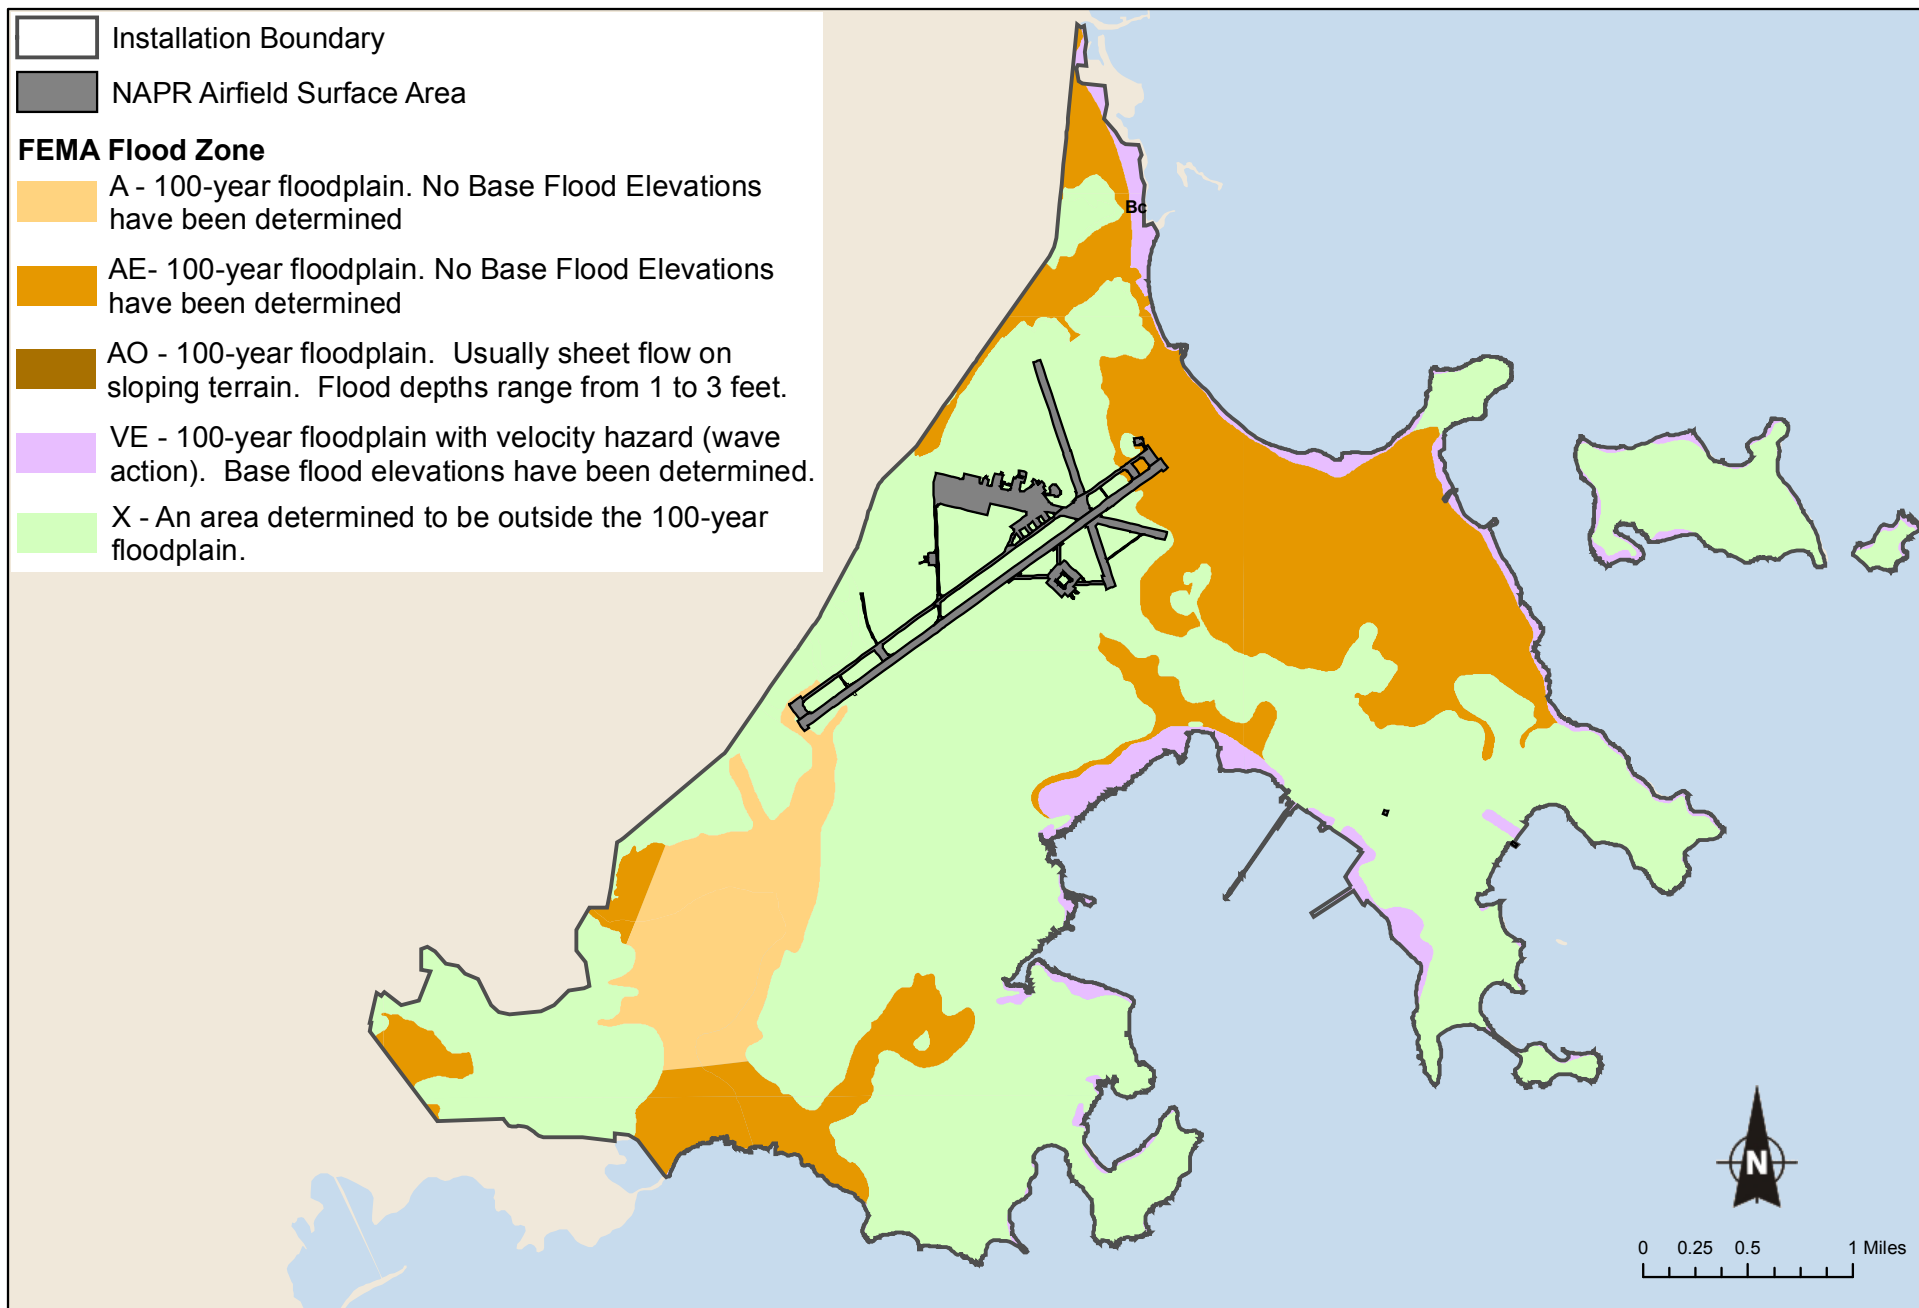 Installation Boundary
NAPR Airfield Surface Area
FEMA Flood Zone
A - 100-year floodplain. No Base Flood Elevations
have been determined
AE- 100-year floodplain. No Base Flood Elevations
have been determined
AO - 100-year floodplain.  Usually sheet flow on
sloping terrain.  Flood depths range from 1 to 3 feet.
VE - 100-year floodplain with velocity hazard (wave
action).  Base flood elevations have been determined.
X - An area determined to be outside the 100-year
floodplain.
Bc
N
0 0.25 0.5 1 Miles